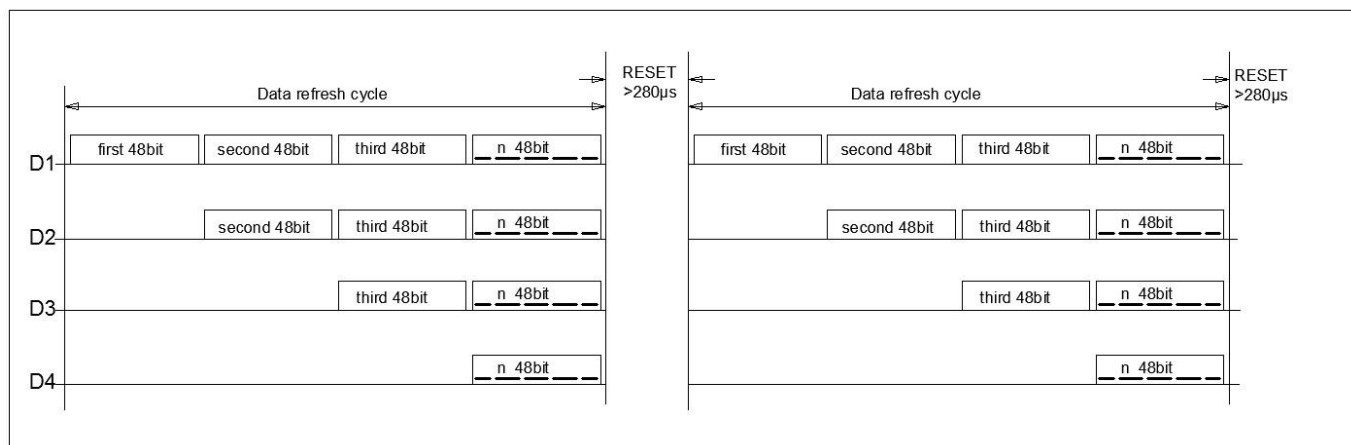 RESET
>280μs
RESET
>280μs
Data refresh cycle
Data refresh cycle
D1
first 48bit
second 48bit
third 48bit
n 48bit
first 48bit
second 48bit
third 48bit
n 48bit
D2
second 48bit
third 48bit
n 48bit
second 48bit
third 48bit
n 48bit
D3
third 48bit
n 48bit
third 48bit
n 48bit
D4
n 48bit
n 48bit